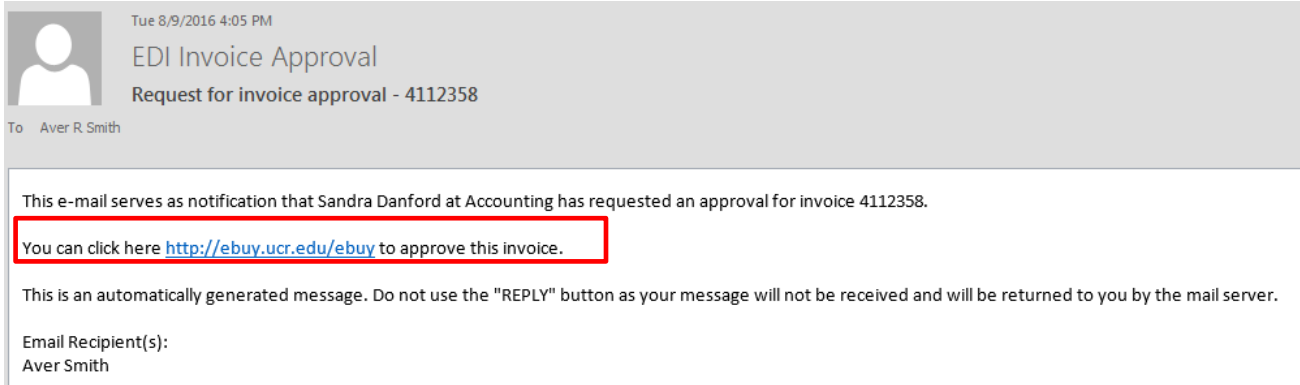 Tue 8/9/2016 4:05 PM
EDI Invoice Approval
Request for invoice approval - 4112358
To Aver R Smith
This e-mail serves as notification that Sandra Danford at Accounting has requested an approval for invoice 4112358.
You can click here http://ebuy.ucr.edu/ebuy to approve this invoice.
This is an automatically generated message. Do not use the "REPLY" button as your message will not be received and will be returned to you by the mail server.
Email Recipient(s):
Aver Smith